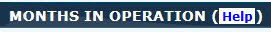 MONTHS IN OPERATION (Help)